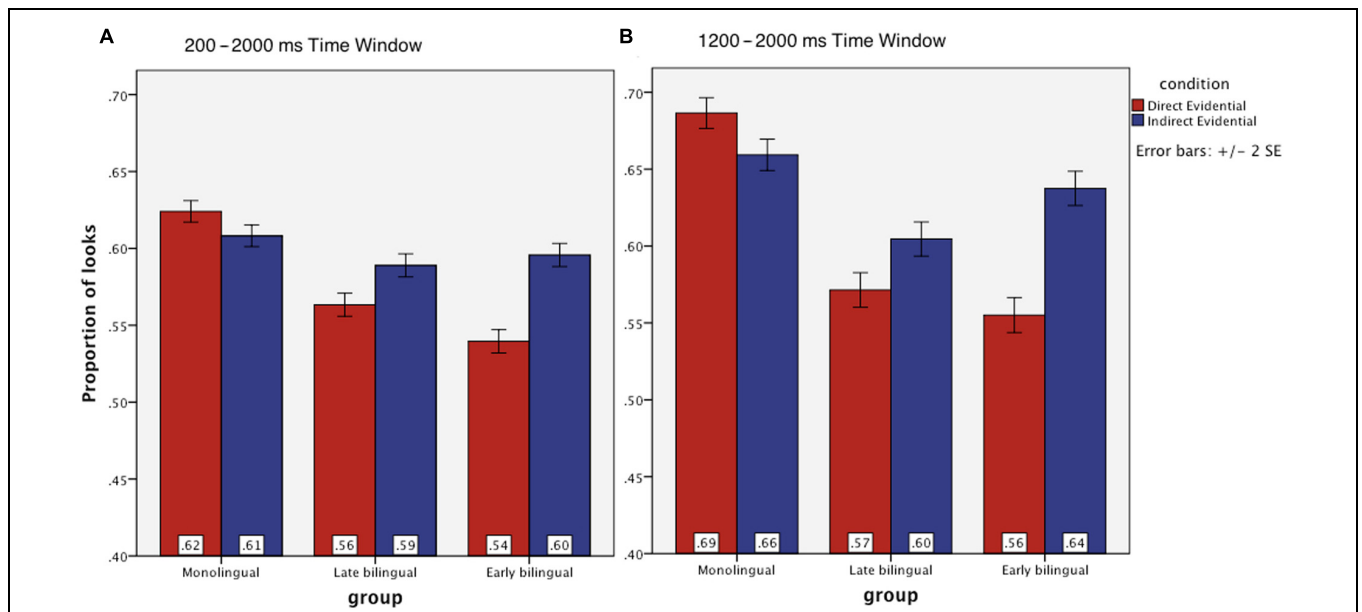 A
200 – 2000 ms Time Window
Proportion of looks
.70
.65
.60
.55
.50
.45
.40
.62 .61 .56 .59 .54 .60
Monolingual Late bilingual Early bilingual
group
B
1200 – 2000 ms Time Window
.70
.65
.60
.55
.50
.45
.40
.69 .66 .57 .60 .56 .64
Monolingual Late bilingual Early bilingual
group
condition
Direct Evidential
Indirect Evidential
Error bars: +/- 2 SE